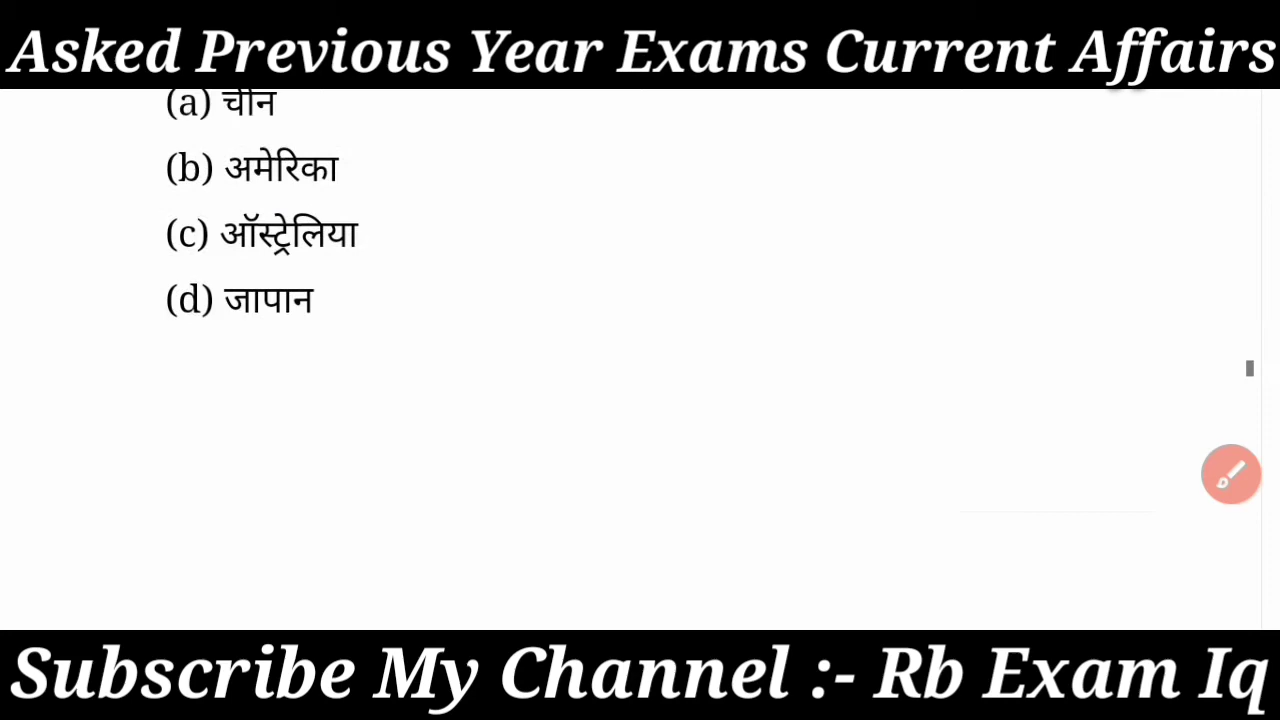 Asked Previous Year Exams Current Affairs
(a) चीन
(b) अमेरिका
(c) ऑस्ट्रेलिया
(d) जापान
Subscribe My Channel :- Rb Exam Iq